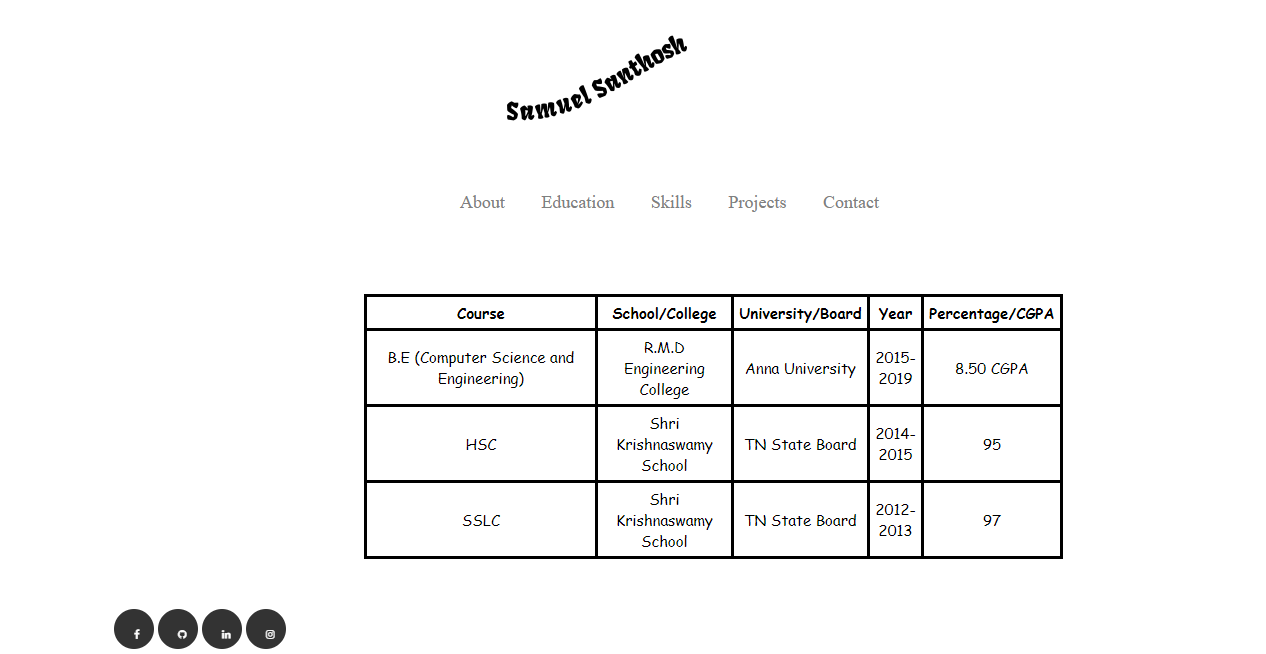 Samuel Santhosh
About Education Skills Projects Contact
Course School/College University/Board Year Percentage/CGPA
B.E (Computer Science and
Engineering)
R.M.D
Engineering
College
Anna University
2015-
2019
8.50 CGPA
HSC
Shri
Krishnaswamy
School
TN State Board
2014-
2015
95
SSLC
Shri
Krishnaswamy
School
TN State Board
2012-
2013
97